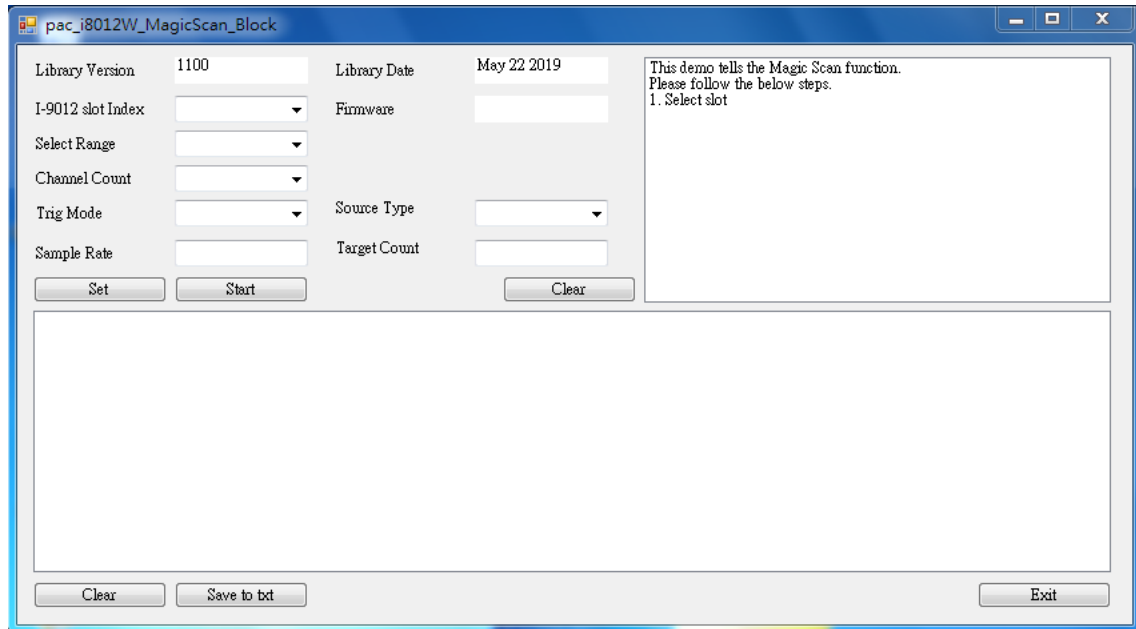 pac_i8012W_MagicScan_Block
Library Version 1100 Library Date May 22 2019
I-9012 slot Index Firmware
Select Range
Channel Count
Trig Mode Source Type
Sample Rate Target Count
Set Start Clear
This demo tells the Magic Scan function.
Please follow the below steps.
1. Select slot
Clear Save to txt Exit